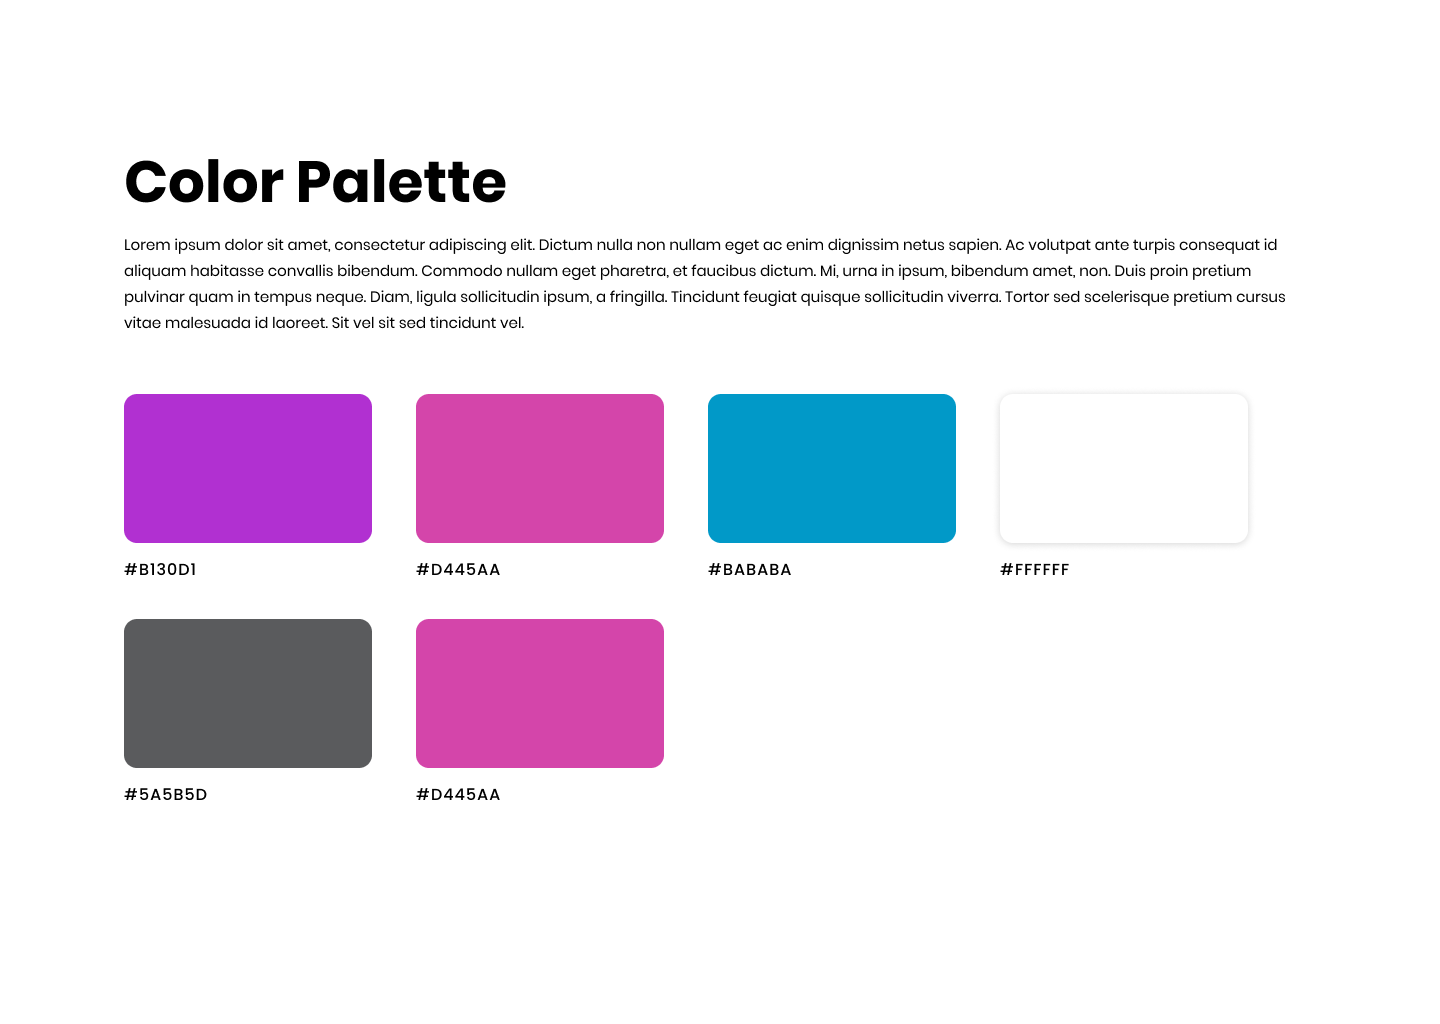 Color Palette
Lorem ipsum dolor sit amet, consectetur adipiscing elit. Dictum nulla non nullam eget ac enim dignissim netus sapien. Ac volutpat ante turpis consequat id
aliquam habitasse convallis bibendum. Commodo nullam eget pharetra, et faucibus dictum. Mi, urna in ipsum, bibendum amet, non. Duis proin pretium
pulvinar quam in tempus neque. Diam, ligula sollicitudin ipsum, a fringilla. Tincidunt feugiat quisque sollicitudin viverra. Tortor sed scelerisque pretium cursus
vitae malesuada id laoreet. Sit vel sit sed tincidunt vel.
#B130D1
#D445AA
#BABABA
#FFFFFF
#5A5B5D
#D445AA